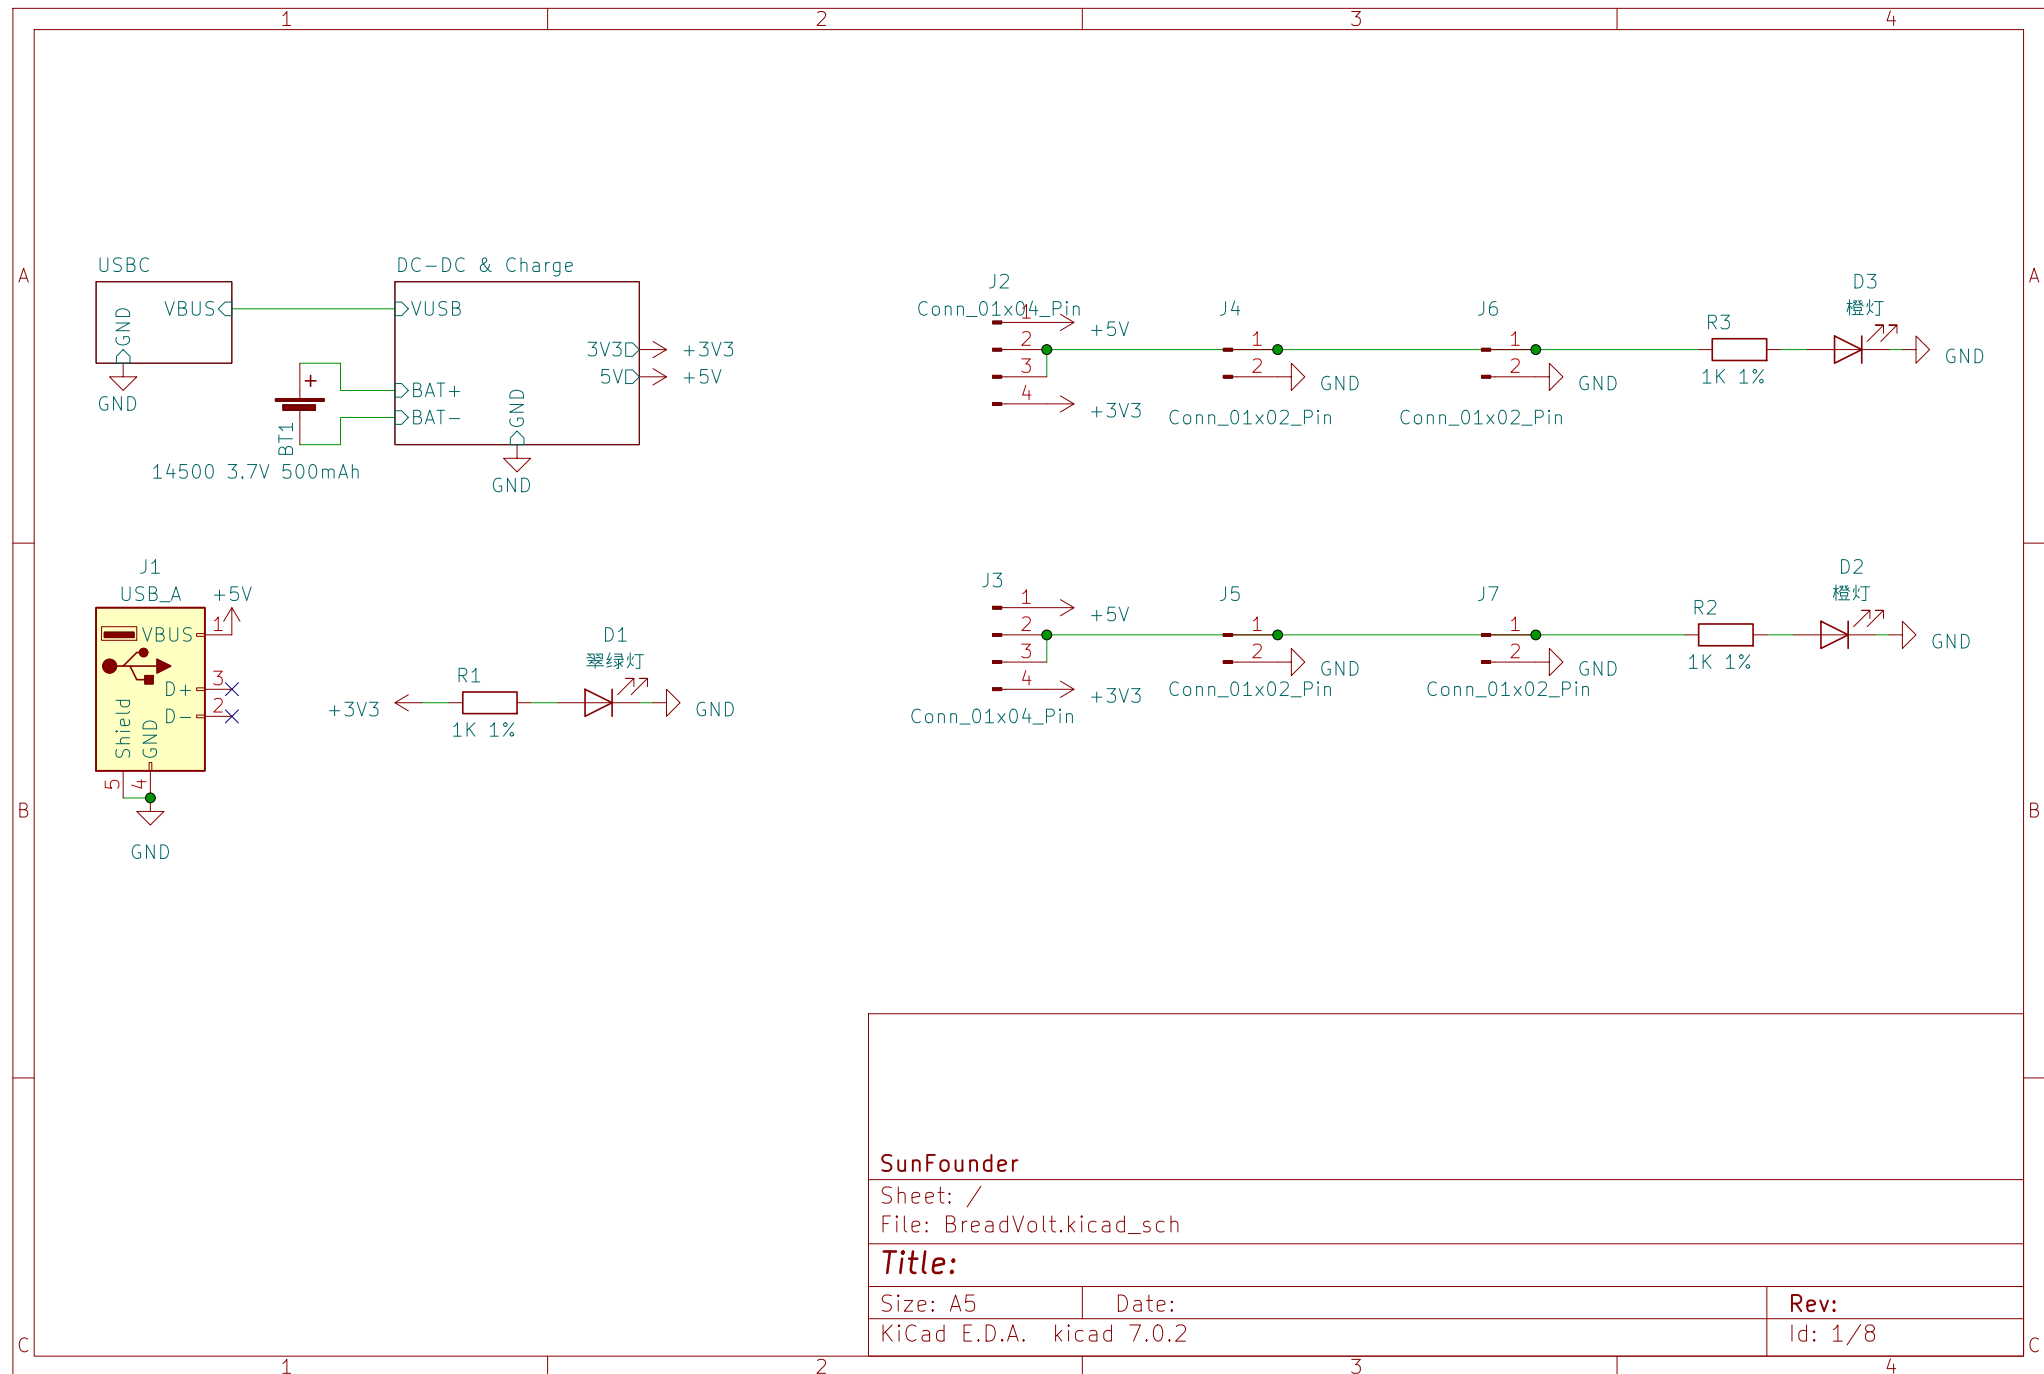 1 2 3 4
A A
USBC
VBUS
GND
GND
DC-DC & Charge
VUSB
3V3 +3V3
5V +5V
BAT+
BAT-
GND
GND
+
BT1
14500 3.7V 500mAh
J2
Conn_01x04_Pin
1 +5V
2
3
4 +3V3
J4
1
2 GND
Conn_01x02_Pin
J6
1
2 GND
Conn_01x02_Pin
R3
1K 1%
D3
橙灯
GND
J1
USB_A
+5V
VBUS 1
D+ 3
D- 2
Shield
GND
5 4
GND
+3V3
R1
1K 1%
D1
翠绿灯
GND
J3
1 +5V
2
3
4 +3V3
Conn_01x04_Pin
J5
1
2 GND
Conn_01x02_Pin
J7
1
2 GND
Conn_01x02_Pin
R2
1K 1%
D2
橙灯
GND
B B
SunFounder
Sheet: /
File: BreadVolt.kicad_sch
Title:
Size: A5 Date: Rev:
KiCad E.D.A. kicad 7.0.2 Id: 1/8
C C
1 2 3 4